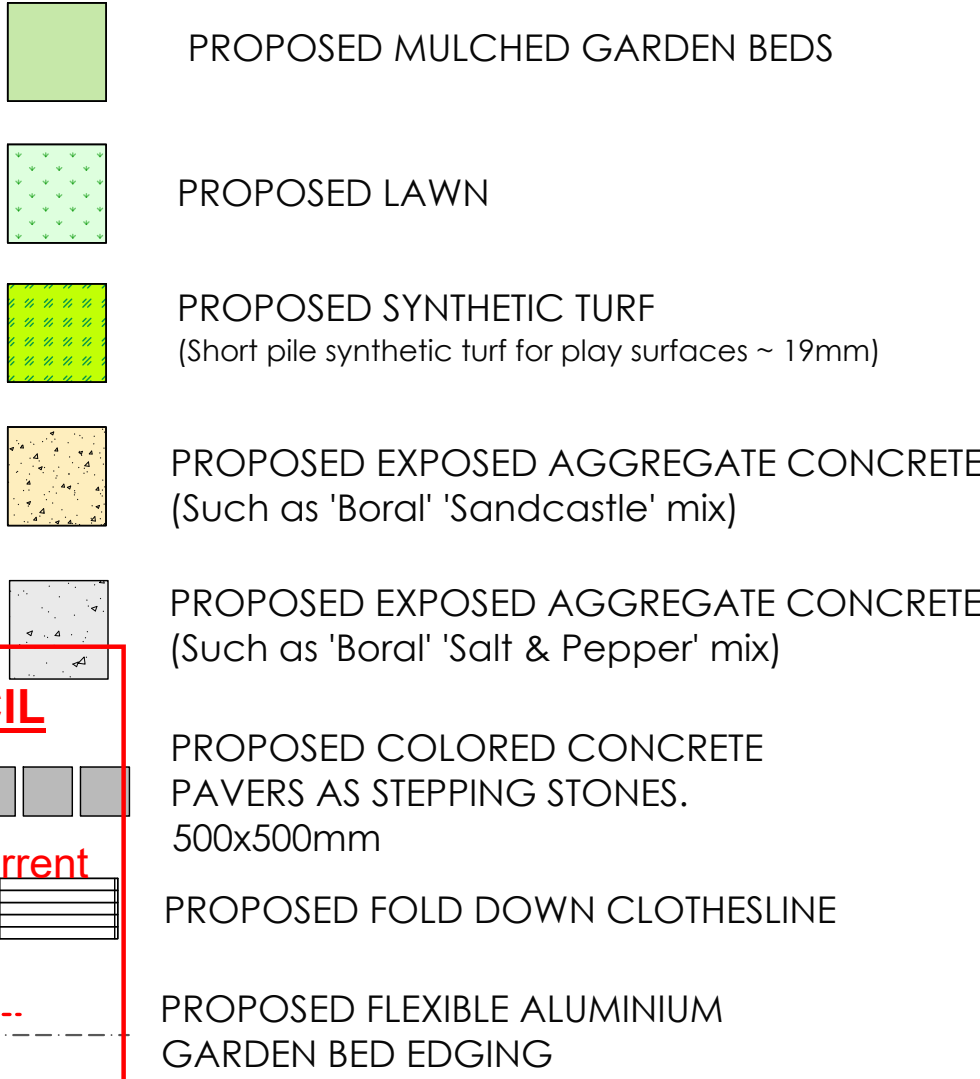 PROPOSED MULCHED GARDEN BEDS
PROPOSED LAWN
PROPOSED SYNTHETIC TURF
(Short pile synthetic turf for play surfaces ~ 19mm)
PROPOSED EXPOSED AGGREGATE CONCRETE
(Such as 'Boral' 'Sandcastle' mix)
PROPOSED EXPOSED AGGREGATE CONCRETE
(Such as 'Boral' 'Salt & Pepper' mix)
PROPOSED COLORED CONCRETE
PAVERS AS STEPPING STONES.
500x500mm
PROPOSED FOLD DOWN CLOTHESLINE
PROPOSED FLEXIBLE ALUMINIUM
GARDEN BED EDGING